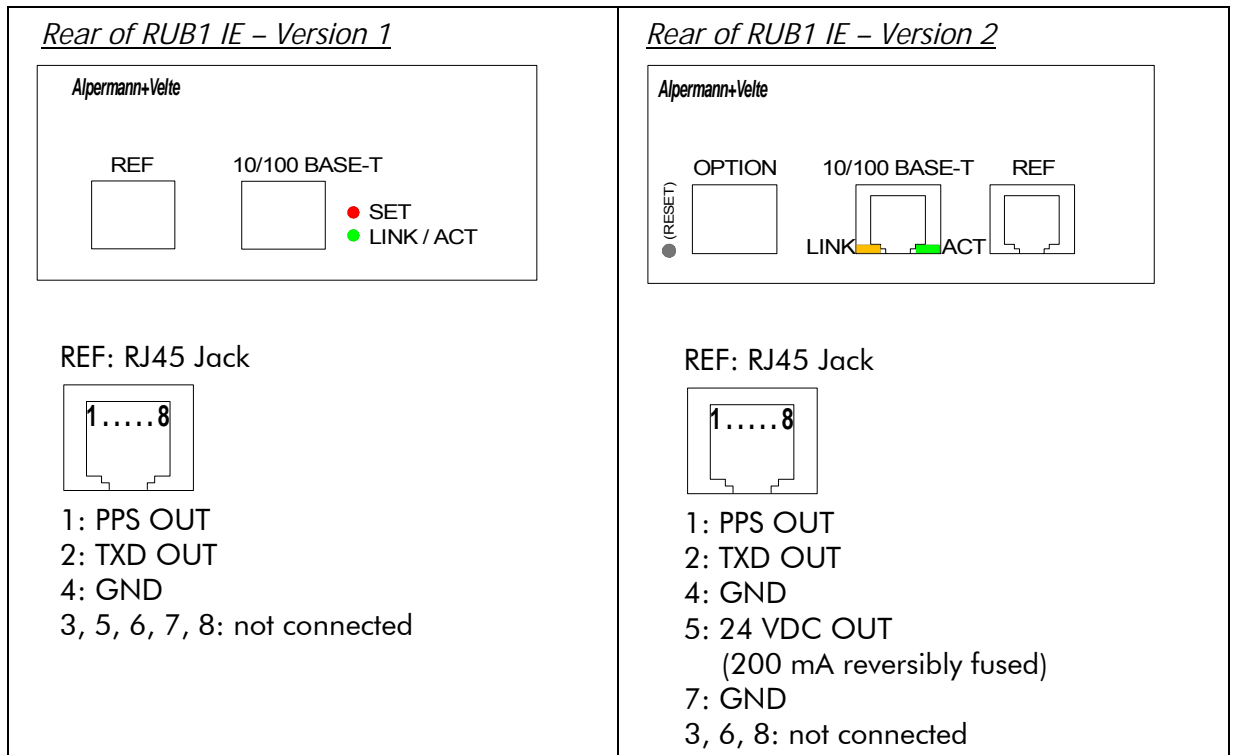 Rear of RUB1 IE – Version 1
Alpermann+Velte
REF
10/100 BASE-T
SET
LINK / ACT
REF: RJ45 Jack
1.....8
1: PPS OUT
2: TXD OUT
4: GND
3, 5, 6, 7, 8: not connected
Rear of RUB1 IE – Version 2
Alpermann+Velte
(RESET)
OPTION
10/100 BASE-T
REF
LINK
ACT
REF: RJ45 Jack
1.....8
1: PPS OUT
2: TXD OUT
4: GND
5: 24 VDC OUT
(200 mA reversibly fused)
7: GND
3, 6, 8: not connected